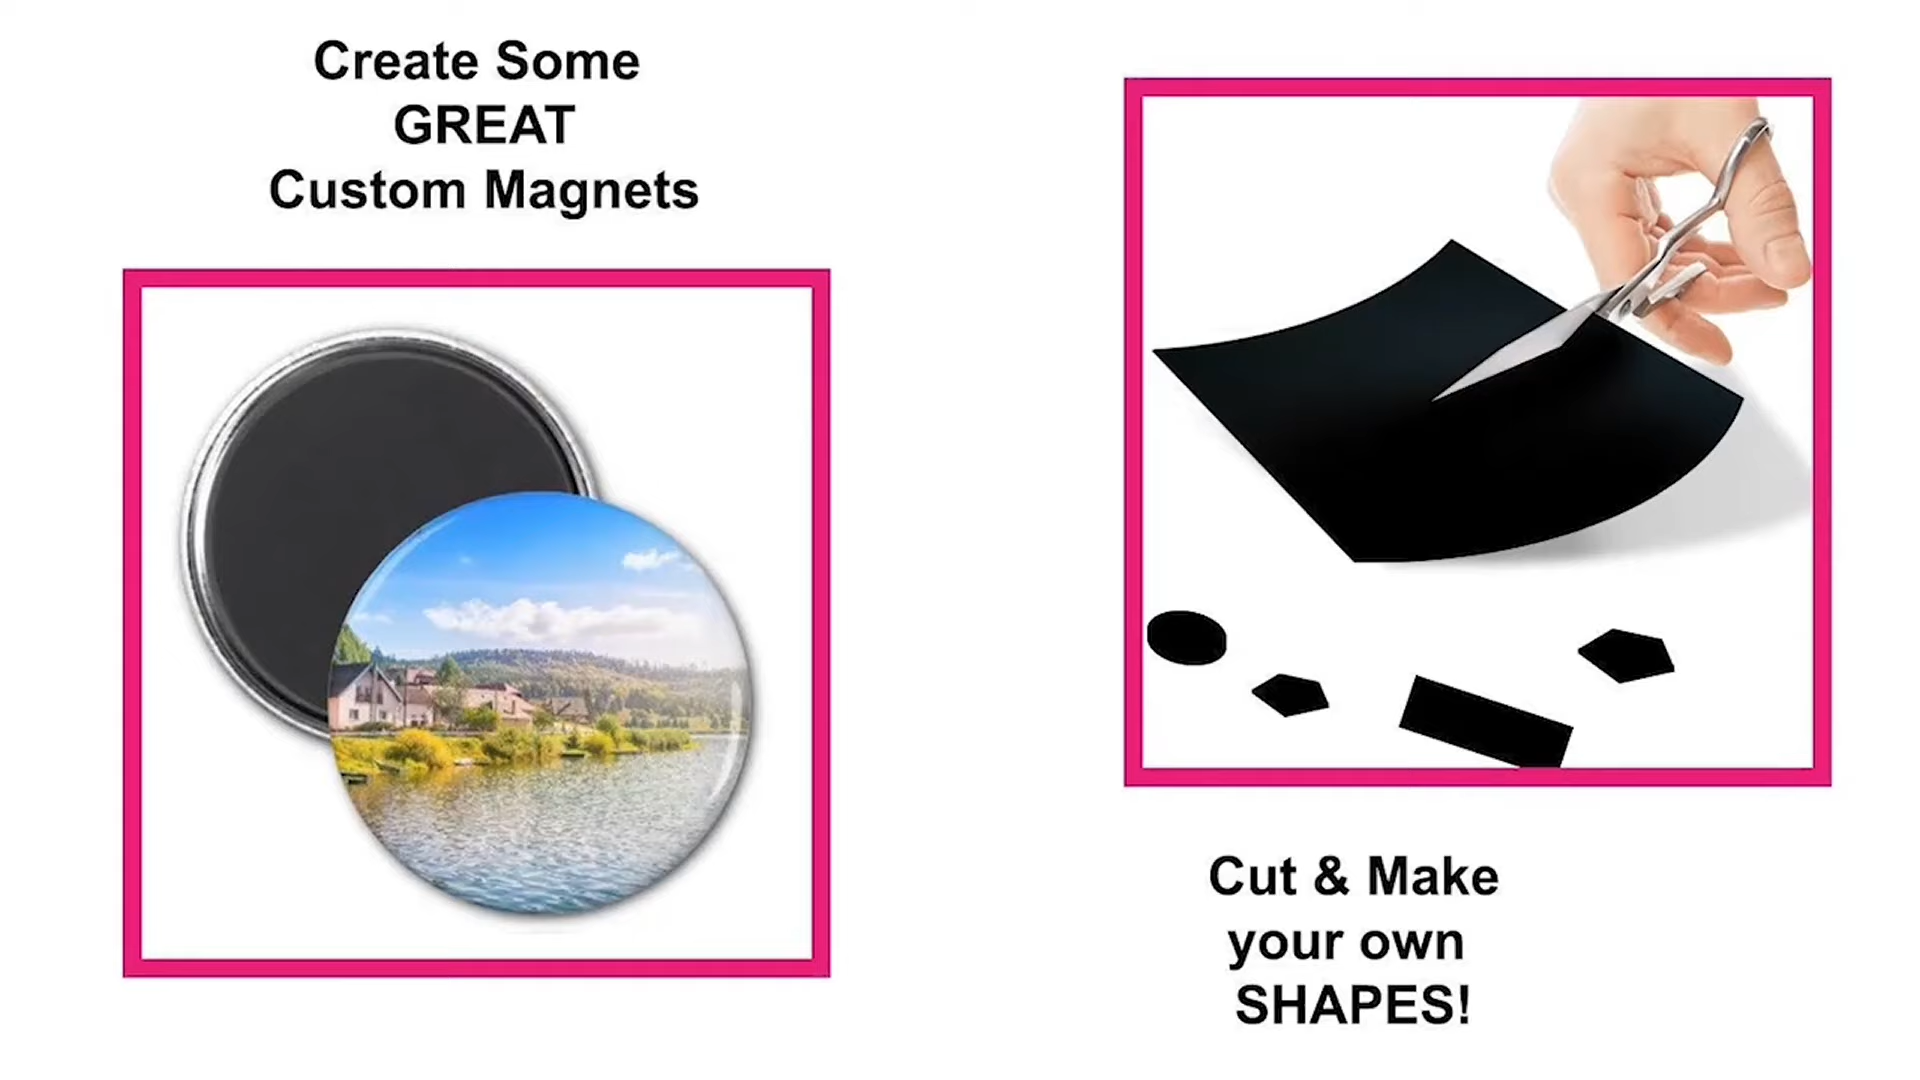 Create Some
GREAT
Custom Magnets
Cut & Make
your own
SHAPES!